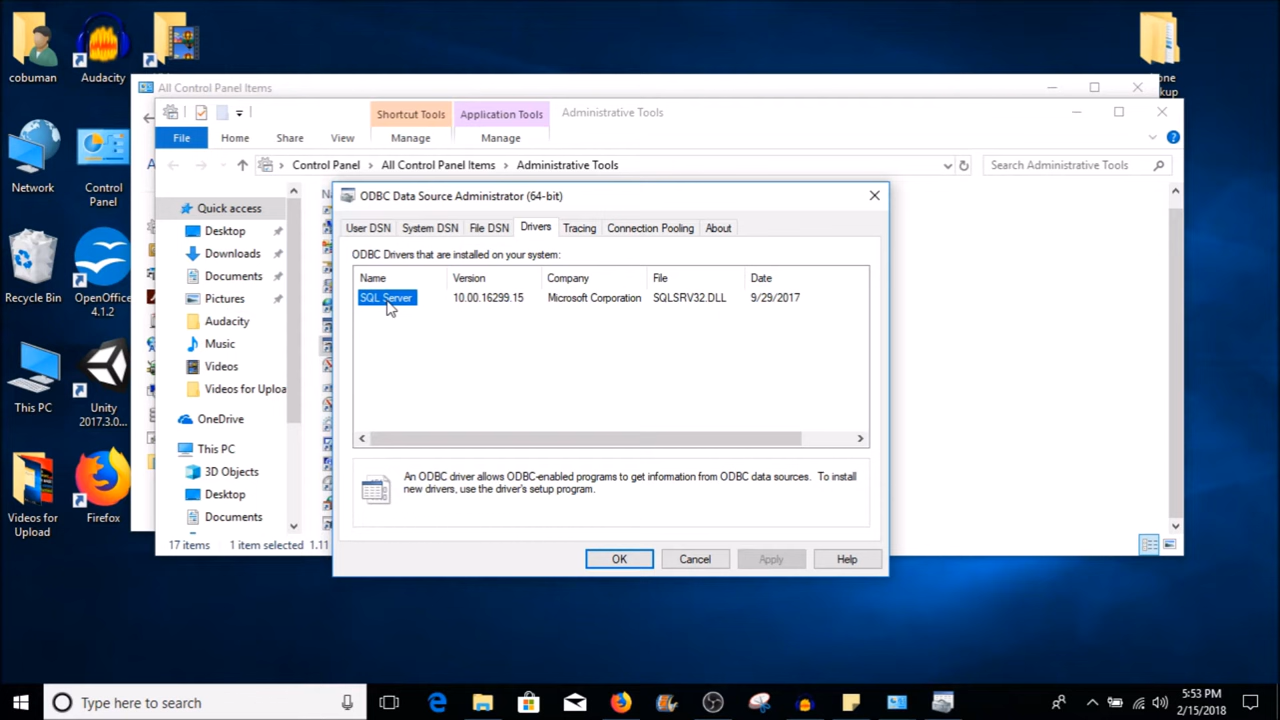 cobuman
Audacity
All Control Panel Items
Shortcut Tools
Application Tools
Administrative Tools
File
Home
Share
View
Manage
Manage
Control Panel
All Control Panel Items
Administrative Tools
Search Administrative Tools
Network
Control
Panel
Recycle Bin
OpenOffice
4.1.2
This PC
Unity
2017.3.0...
Videos for
Upload
Firefox
Quick access
Desktop
Downloads
Documents
Pictures
Audacity
Music
Videos
Videos for Uploa
OneDrive
This PC
3D Objects
Desktop
Documents
17 items
1 item selected
1.11
ODBC Data Source Administrator (64-bit)
User DSN
System DSN
File DSN
Drivers
Tracing
Connection Pooling
About
ODBC Drivers that are installed on your system:
Name Version Company File Date
SQL Server 10.00.16299.15 Microsoft Corporation SQLSRV32.DLL 9/29/2017
An ODBC driver allows ODBC-enabled programs to get information from ODBC data sources. To install
new drivers, use the driver's setup program.
OK
Cancel
Apply
Help
Type here to search
5:53 PM
2/15/2018